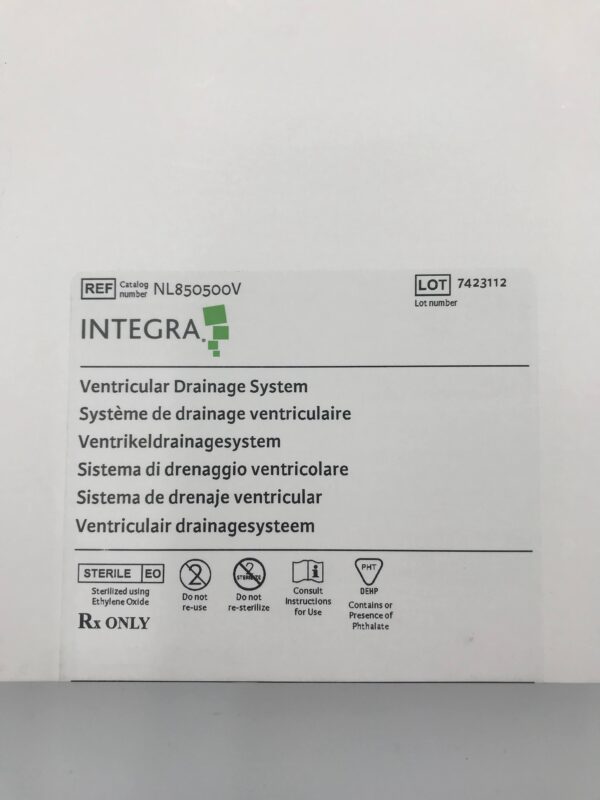 REF Catalog number NL850500V
LOT 7423112
Lot number
INTEGRA
Ventricular Drainage System
Système de drainage ventriculaire
Ventrikeldrainagesystem
Sistema di drenaggio ventricolare
Sistema de drenaje ventricular
Ventriculair drainagesysteem
STERILE EO
Sterilized using
Ethylene Oxide
2
Do not
re-use
STERILIZE
Do not
re-sterilize
i
Consult
Instructions
for Use
PHT
DEHP
Contains or
Presence of
Phthalate
Rx ONLY